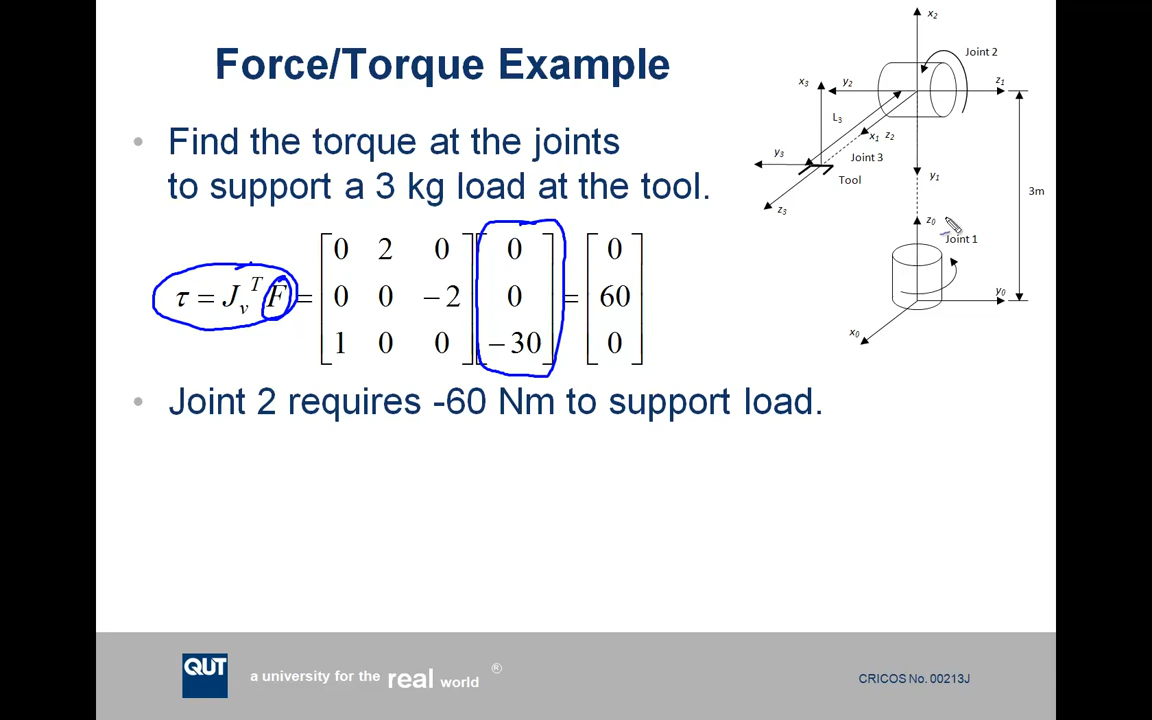 Force/Torque Example
• Find the torque at the joints
to support a 3 kg load at the tool.
τ = J_v^T F = [0 2 0; 0 0 −2; 1 0 0] [0; 0; −30] = [0; 60; 0]
• Joint 2 requires -60 Nm to support load.
x₂
Joint 2
x₃
y₂
z₁
L₃
x₁ z₂
y₃
Joint 3
Tool
y₁
3m
z₃
z₀
Joint 1
y₀
x₀
QUT
a university for the real world
®
CRICOS No. 00213J